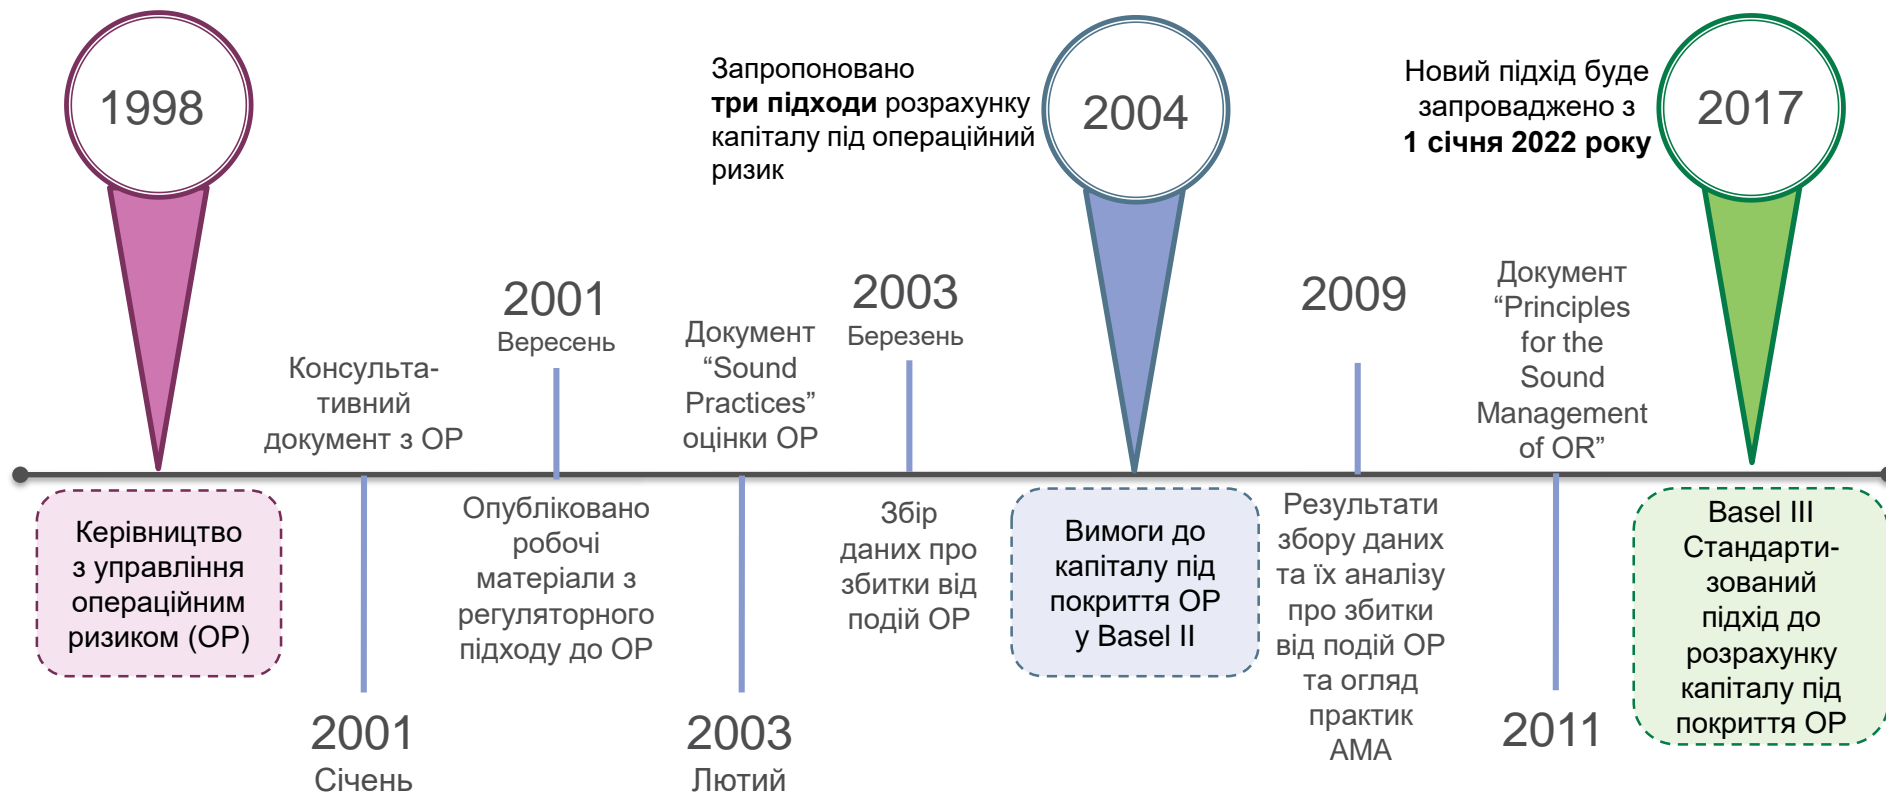 1998
Керівництво
з управління
операційним
ризиком (ОР)
Консульта-
тивний
документ з ОР
2001
Січень
2001
Вересень
Опубліковано
робочі
матеріали з
регуляторного
підходу до ОР
Документ
“Sound
Practices”
оцінки ОР
2003
Лютий
2003
Березень
Збір
даних про
збитки від
подій ОР
Запропоновано
три підходи розрахунку
капіталу під операційний
ризик
2004
Вимоги до
капіталу під
покриття ОР
у Basel II
2009
Результати
збору даних
та їх аналізу
про збитки
від подій ОР
та огляд
практик
АМА
Документ
“Principles
for the
Sound
Management
of OR”
2011
Новий підхід буде
запроваджено з
1 січня 2022 року
2017
Basel III
Стандарти-
зований
підхід до
розрахунку
капіталу під
покриття ОР